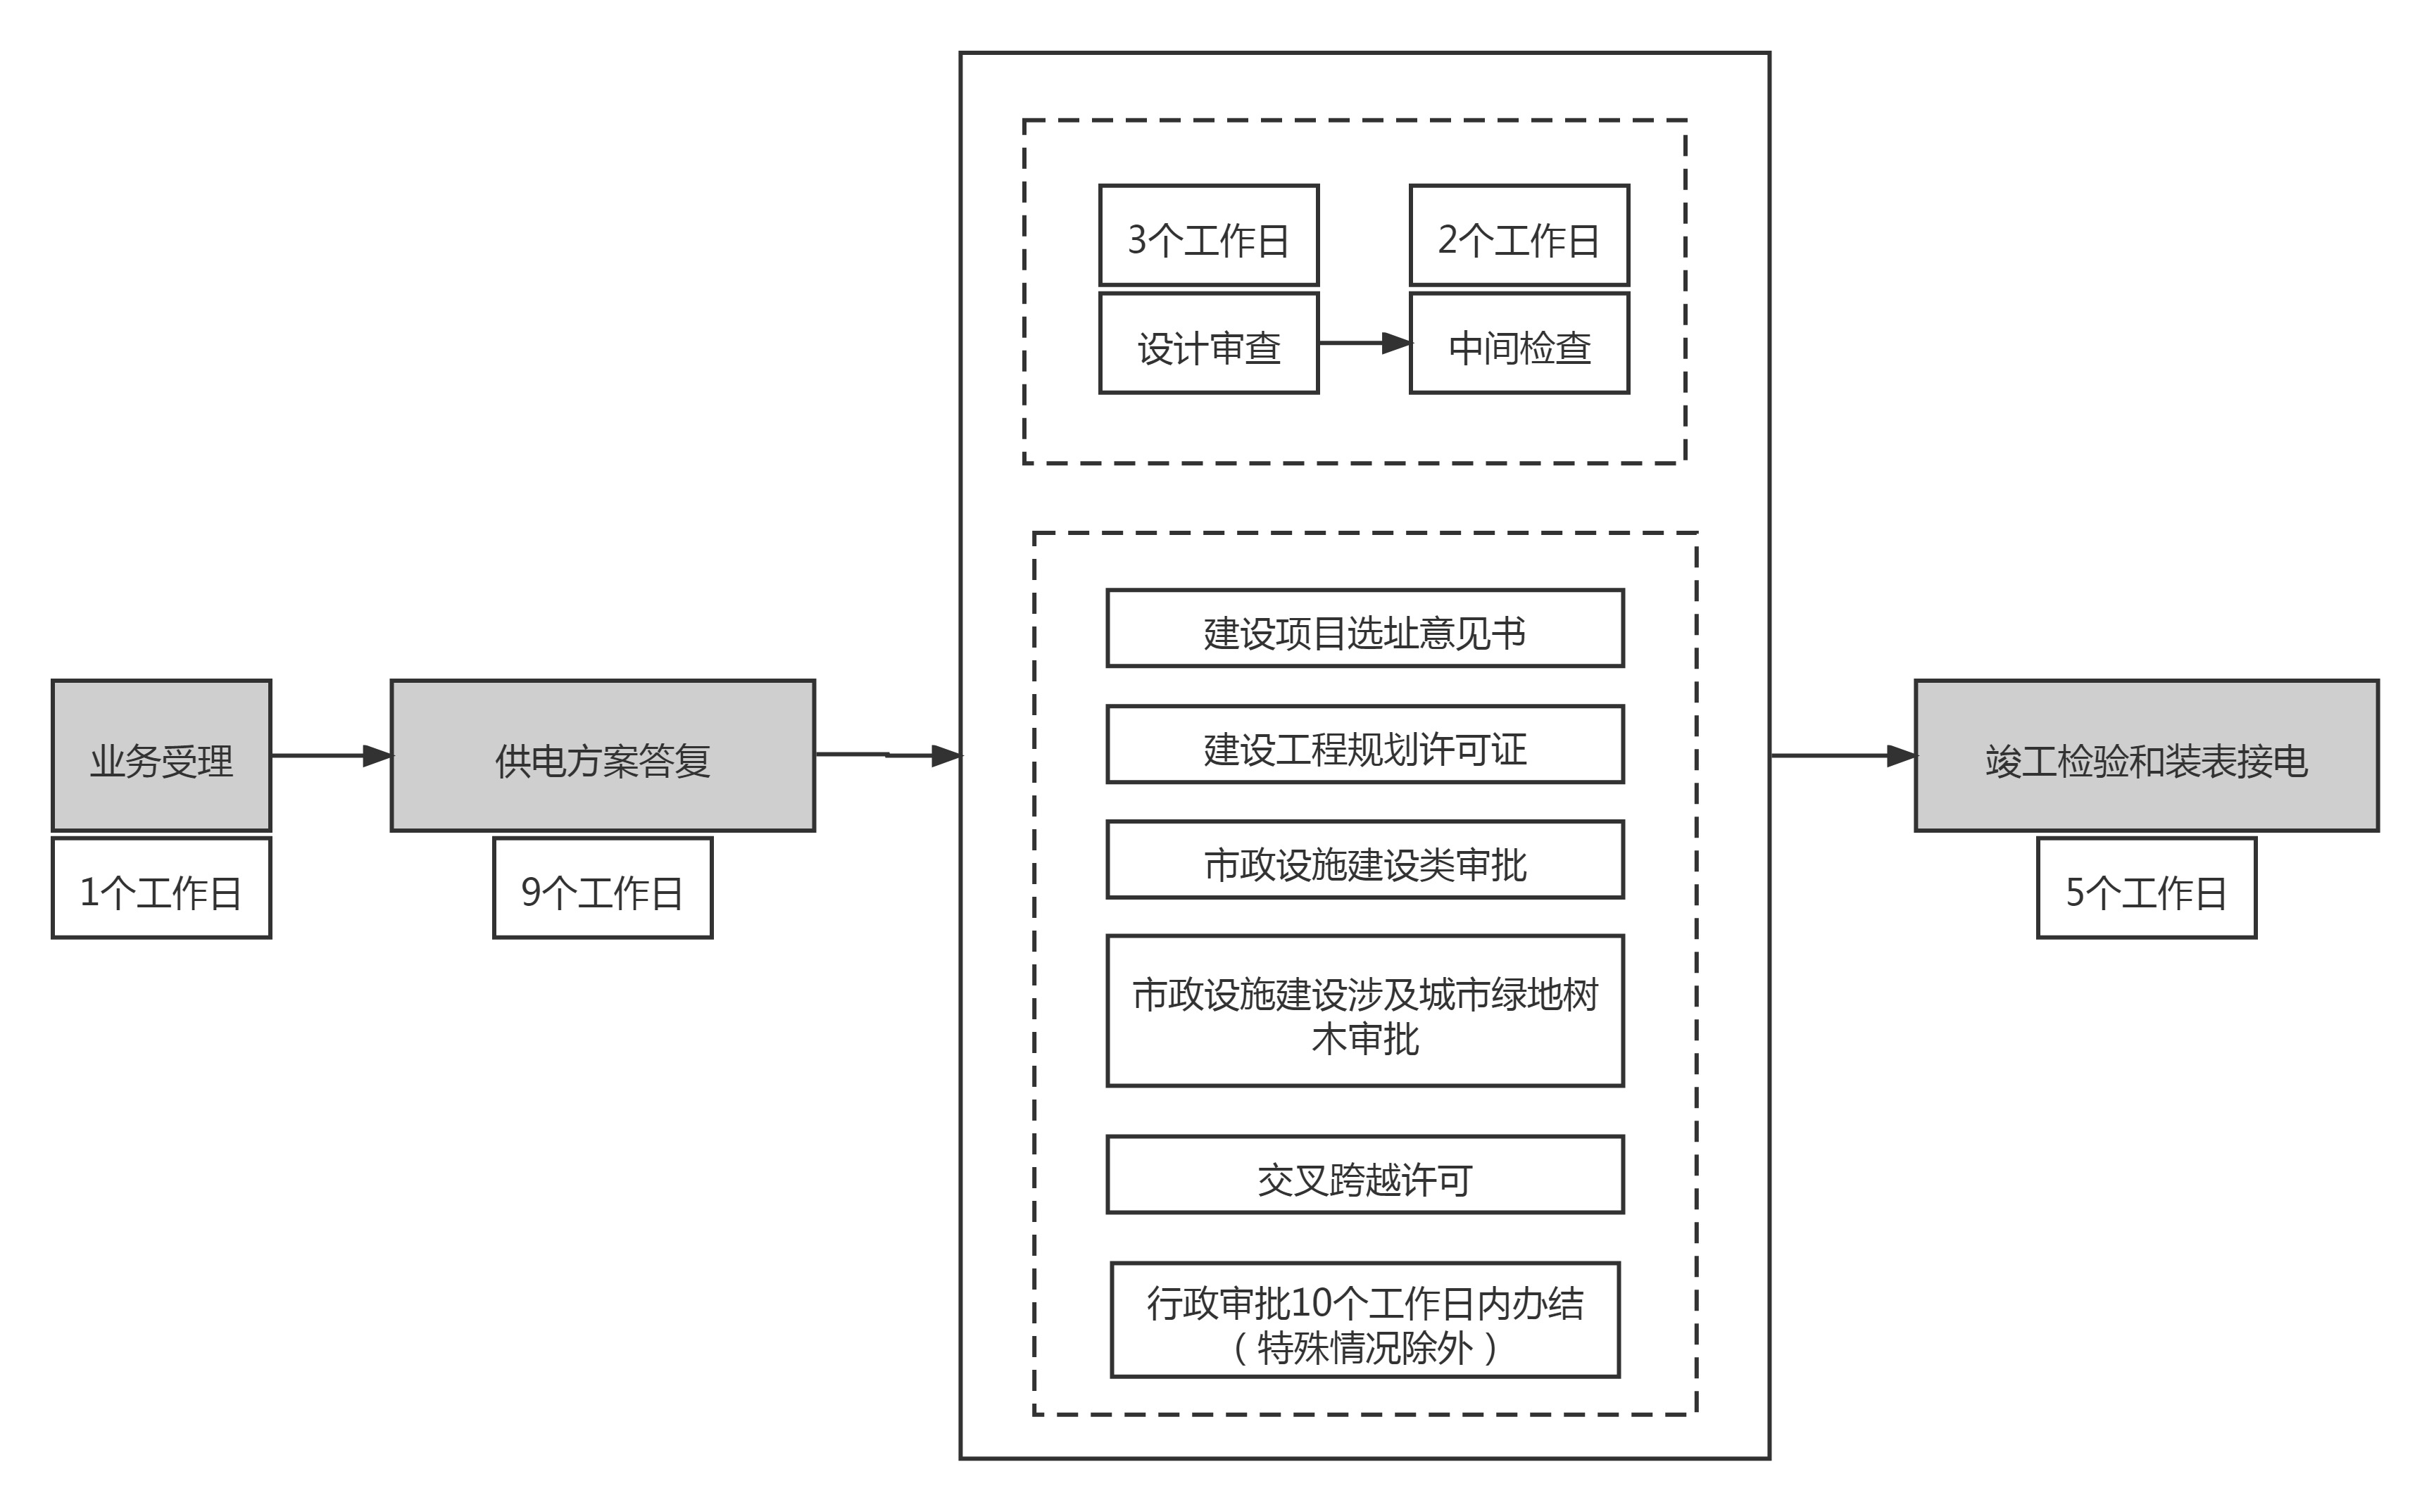 业务受理
1个工作日
供电方案答复
9个工作日
3个工作日
设计审查
2个工作日
中间检查
建设项目选址意见书
建设工程规划许可证
市政设施建设类审批
市政设施建设涉及城市绿地树
木审批
交叉跨越许可
行政审批10个工作日内办结
（特殊情况除外）
竣工检验和装表接电
5个工作日